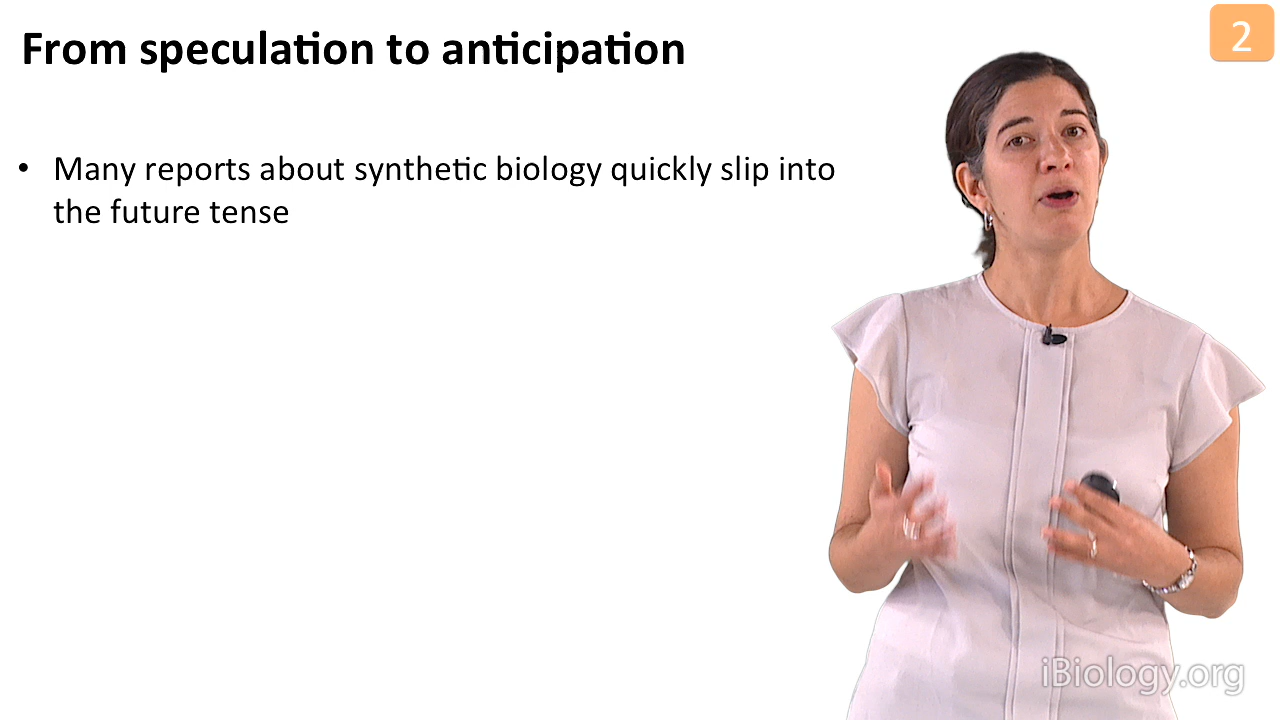 From speculation to anticipation
2
• Many reports about synthetic biology quickly slip into
the future tense
iBiology.org